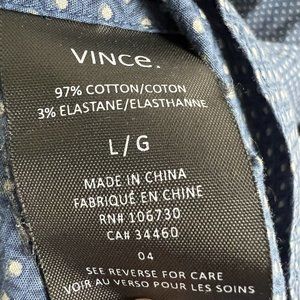 VINCE.
97% COTTON/COTON
3% ELASTANE/ELASTHANNE
L/G
MADE IN CHINA
FABRIQUÉ EN CHINE
RN# 106730
CA# 34460
04
SEE REVERSE FOR CARE
VOIR AU VERSO POUR LES SOINS